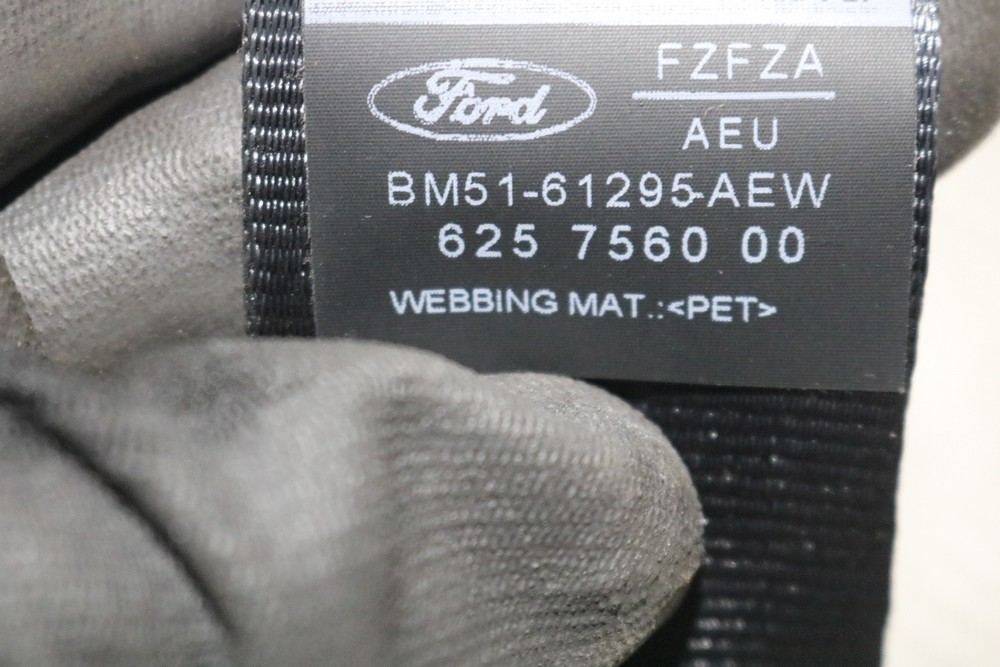 Ford
FZFZA
AEU
BM51-61295-AEW
625 7560 00
WEBBING MAT.:<PET>